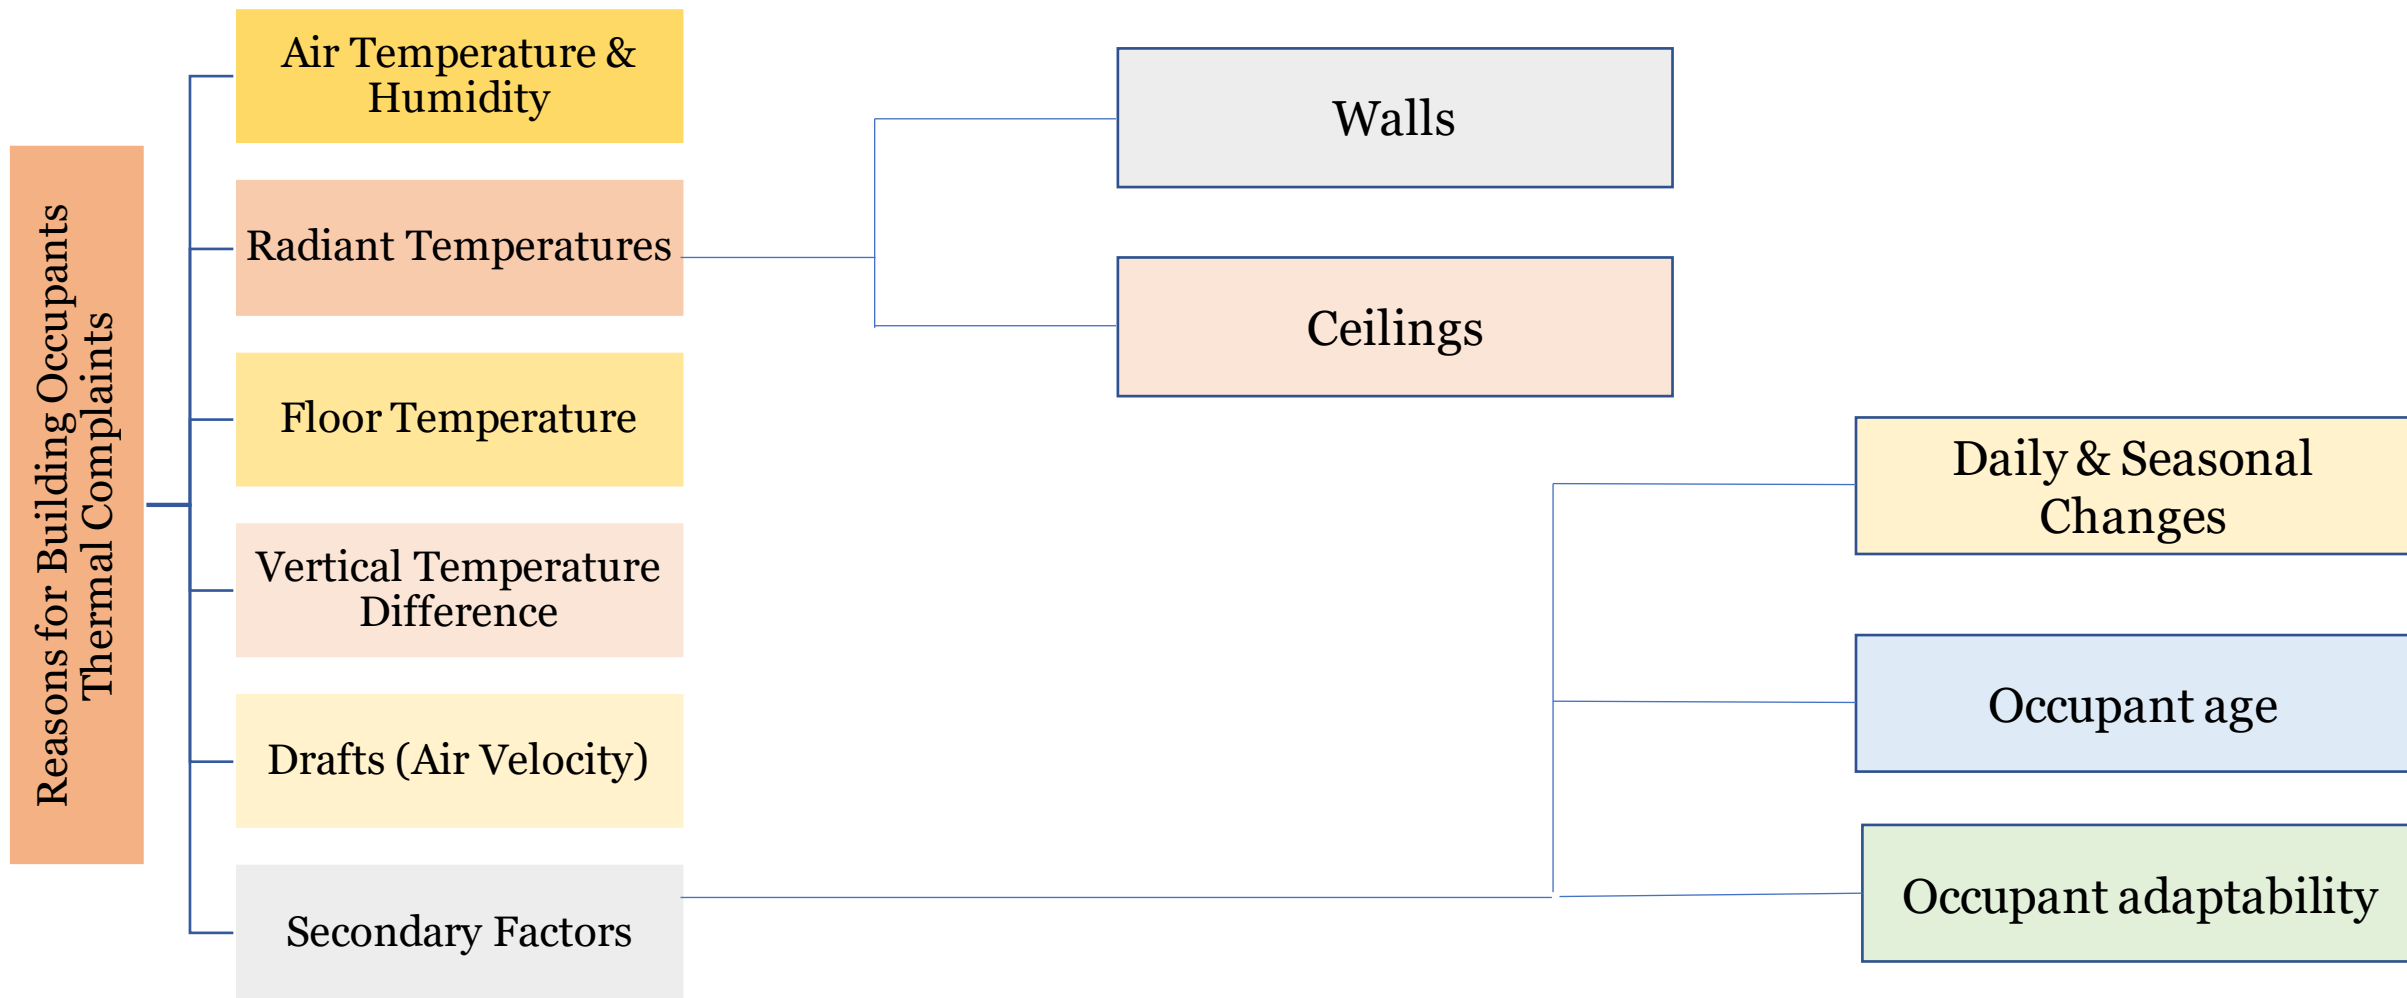 Reasons for Building Occupants
Thermal Complaints
Air Temperature &
Humidity
Radiant Temperatures
Floor Temperature
Vertical Temperature
Difference
Drafts (Air Velocity)
Secondary Factors
Walls
Ceilings
Daily & Seasonal
Changes
Occupant age
Occupant adaptability